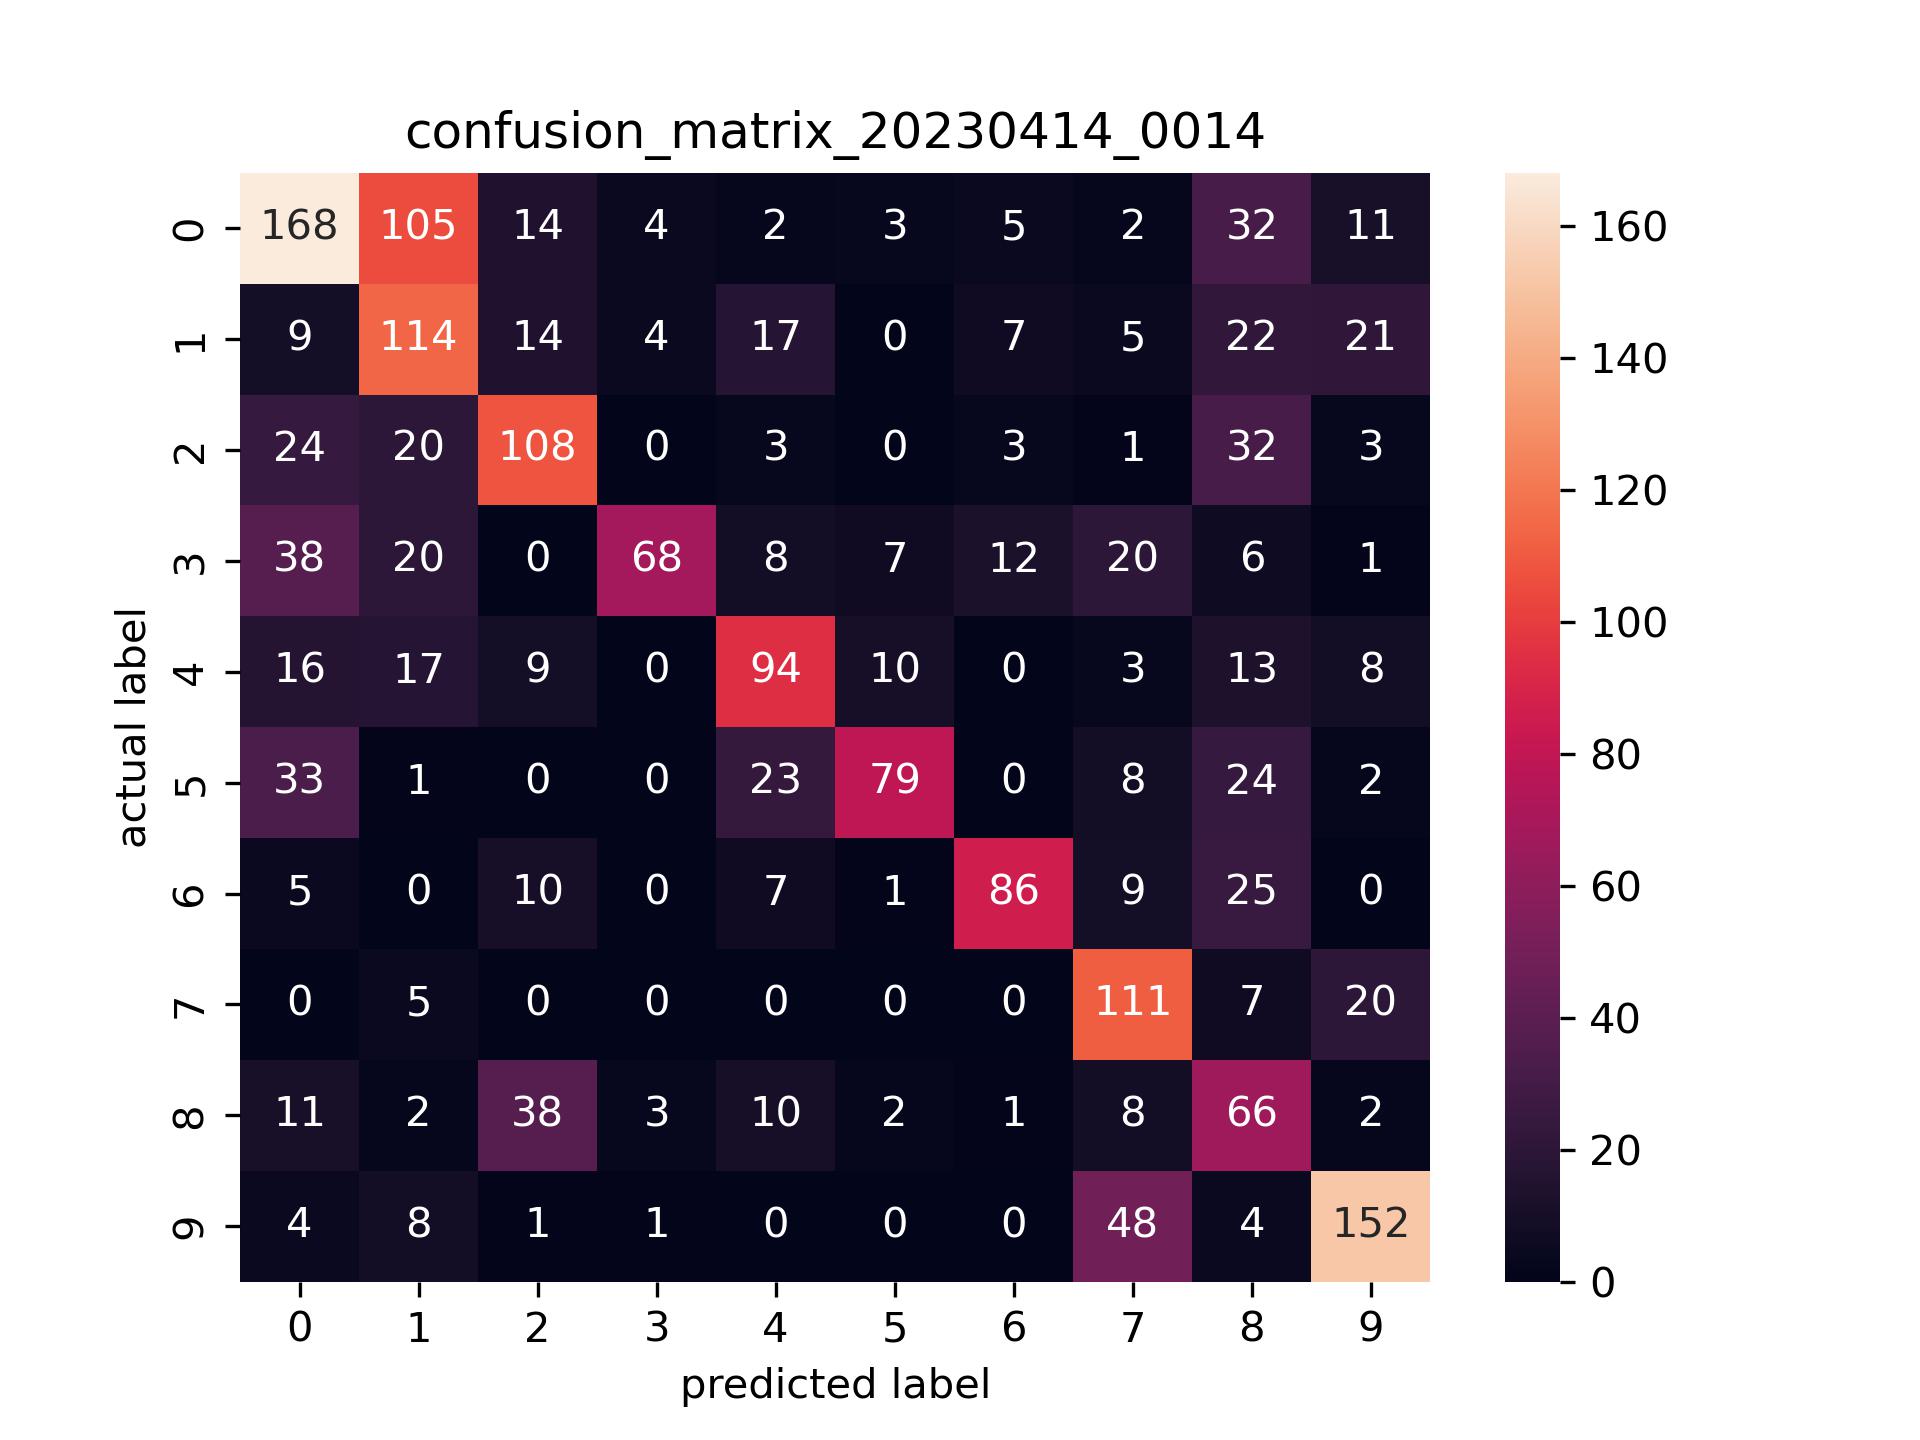 confusion_matrix_20230414_0014
actual label
0 168 105 14 4 2 3 5 2 32 11
1 9 114 14 4 17 0 7 5 22 21
2 24 20 108 0 3 0 3 1 32 3
3 38 20 0 68 8 7 12 20 6 1
4 16 17 9 0 94 10 0 3 13 8
5 33 1 0 0 23 79 0 8 24 2
6 5 0 10 0 7 1 86 9 25 0
7 0 5 0 0 0 0 0 111 7 20
8 11 2 38 3 10 2 1 8 66 2
9 4 8 1 1 0 0 0 48 4 152
0 1 2 3 4 5 6 7 8 9
predicted label
160
140
120
100
80
60
40
20
0